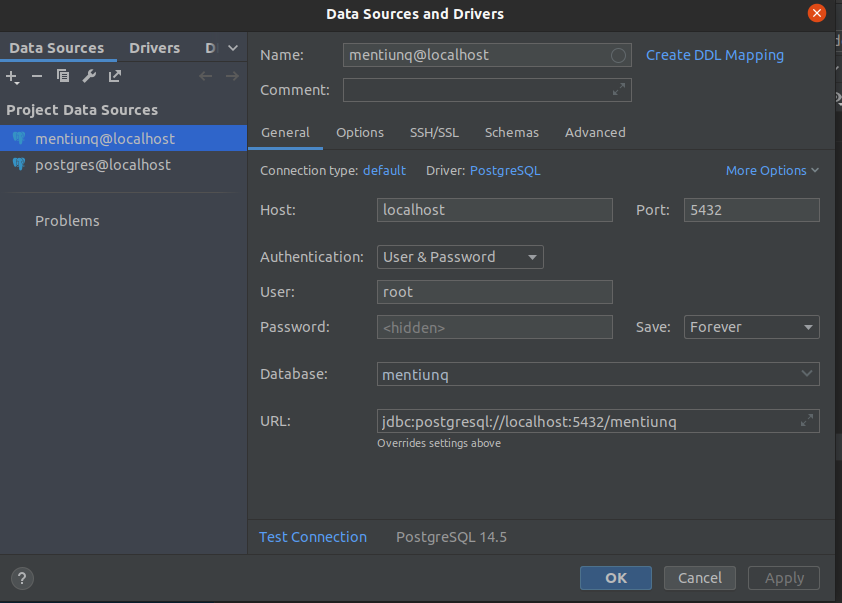 Data Sources and Drivers
Data Sources Drivers D
Project Data Sources
mentiunq@localhost
postgres@localhost
Problems
Name: mentiunq@localhost Create DDL Mapping
Comment:
General Options SSH/SSL Schemas Advanced
Connection type: default Driver: PostgreSQL More Options
Host: localhost Port: 5432
Authentication: User & Password
User: root
Password: <hidden> Save: Forever
Database: mentiunq
URL: jdbc:postgresql://localhost:5432/mentiunq
Overrides settings above
Test Connection PostgreSQL 14.5
? OK Cancel Apply